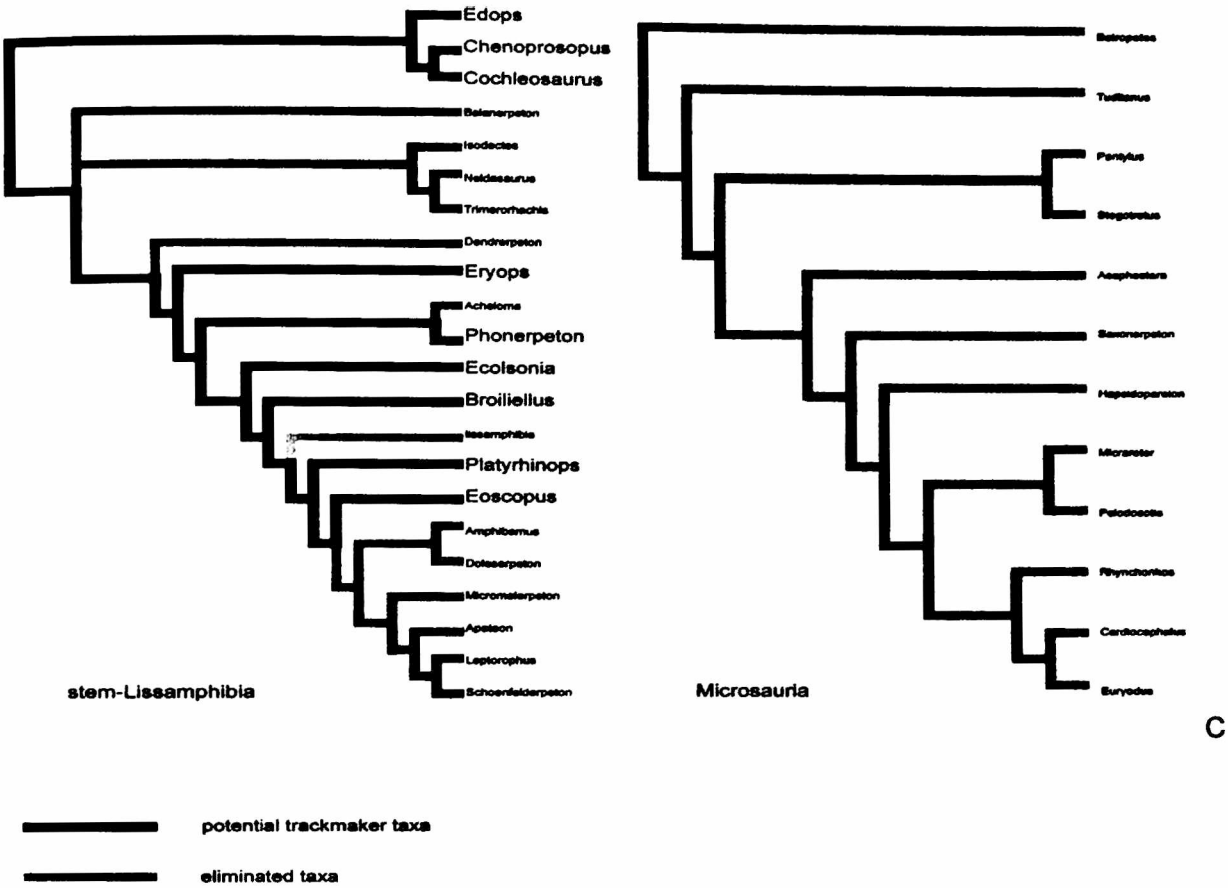 Edops
Chenoprosopus
Cochleosaurus
Balanerpeton
Isodectes
Neldasaurus
Trimerorhachis
Dendrerpeton
Eryops
Acheloma
Phonerpeton
Ecolsonia
Broiliellus
lissamphibia
Platyrhinops
Eoscopus
Amphibamus
Doleserpeton
Micromelerpeton
Apateon
Leptorophus
Schoenfelderpeton
stem-Lissamphibia
Batropetes
Tuditanus
Pantylus
Stegotretus
Asaphestera
Saxonerpeton
Hapsidopareion
Micraroter
Pelodosotis
Rhynchonkos
Cardiocephalus
Euryodus
Microsauria
C
potential trackmaker taxa
eliminated taxa